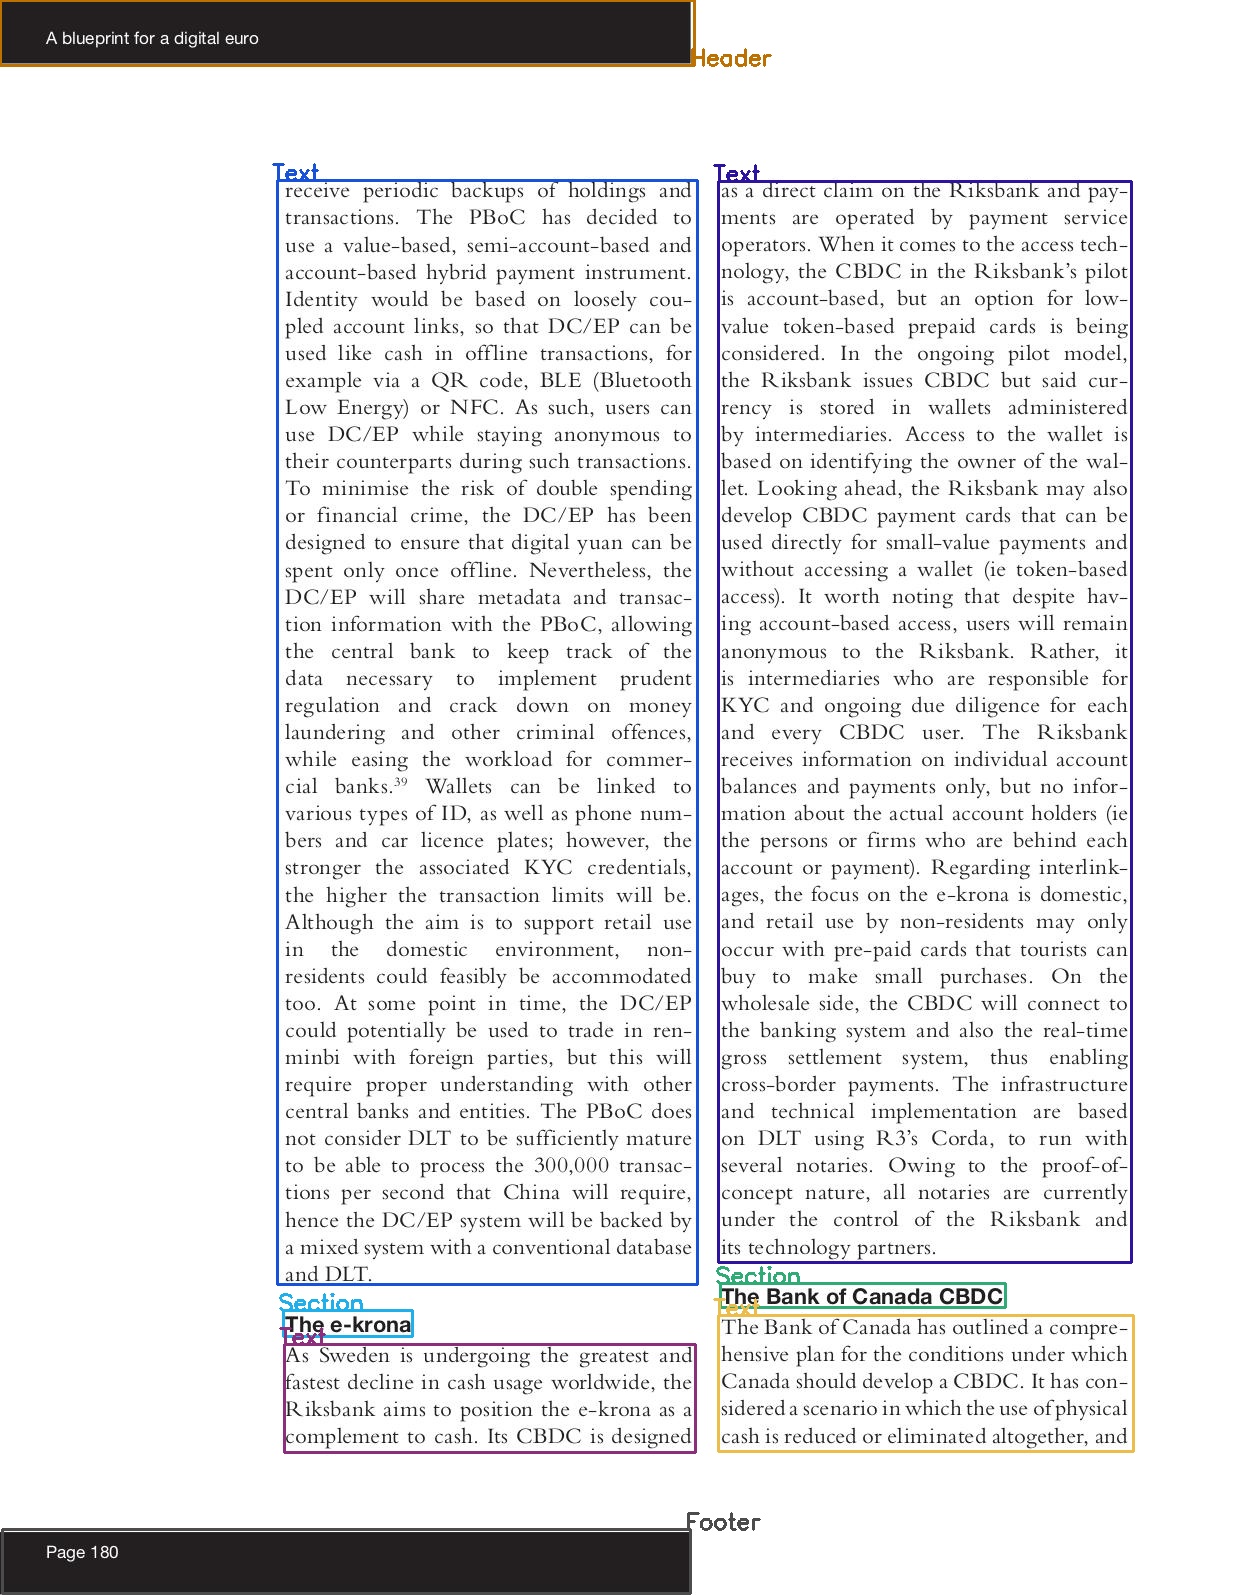 A blueprint for a digital euro
Header
Text
receive periodic backups of holdings and
transactions. The PBoC has decided to
use a value-based, semi-account-based and
account-based hybrid payment instrument.
Identity would be based on loosely cou-
pled account links, so that DC/EP can be
used like cash in offline transactions, for
example via a QR code, BLE (Bluetooth
Low Energy) or NFC. As such, users can
use DC/EP while staying anonymous to
their counterparts during such transactions.
To minimise the risk of double spending
or financial crime, the DC/EP has been
designed to ensure that digital yuan can be
spent only once offline. Nevertheless, the
DC/EP will share metadata and transac-
tion information with the PBoC, allowing
the central bank to keep track of the
data necessary to implement prudent
regulation and crack down on money
laundering and other criminal offences,
while easing the workload for commer-
cial banks.³⁹ Wallets can be linked to
various types of ID, as well as phone num-
bers and car licence plates; however, the
stronger the associated KYC credentials,
the higher the transaction limits will be.
Although the aim is to support retail use
in the domestic environment, non-
residents could feasibly be accommodated
too. At some point in time, the DC/EP
could potentially be used to trade in ren-
minbi with foreign parties, but this will
require proper understanding with other
central banks and entities. The PBoC does
not consider DLT to be sufficiently mature
to be able to process the 300,000 transac-
tions per second that China will require,
hence the DC/EP system will be backed by
a mixed system with a conventional database
and DLT.
Section
The e-krona
Text
As Sweden is undergoing the greatest and
fastest decline in cash usage worldwide, the
Riksbank aims to position the e-krona as a
complement to cash. Its CBDC is designed
Text
as a direct claim on the Riksbank and pay-
ments are operated by payment service
operators. When it comes to the access tech-
nology, the CBDC in the Riksbank's pilot
is account-based, but an option for low-
value token-based prepaid cards is being
considered. In the ongoing pilot model,
the Riksbank issues CBDC but said cur-
rency is stored in wallets administered
by intermediaries. Access to the wallet is
based on identifying the owner of the wal-
let. Looking ahead, the Riksbank may also
develop CBDC payment cards that can be
used directly for small-value payments and
without accessing a wallet (ie token-based
access). It worth noting that despite hav-
ing account-based access, users will remain
anonymous to the Riksbank. Rather, it
is intermediaries who are responsible for
KYC and ongoing due diligence for each
and every CBDC user. The Riksbank
receives information on individual account
balances and payments only, but no infor-
mation about the actual account holders (ie
the persons or firms who are behind each
account or payment). Regarding interlink-
ages, the focus on the e-krona is domestic,
and retail use by non-residents may only
occur with pre-paid cards that tourists can
buy to make small purchases. On the
wholesale side, the CBDC will connect to
the banking system and also the real-time
gross settlement system, thus enabling
cross-border payments. The infrastructure
and technical implementation are based
on DLT using R3's Corda, to run with
several notaries. Owing to the proof-of-
concept nature, all notaries are currently
under the control of the Riksbank and
its technology partners.
Section
The Bank of Canada CBDC
Text
The Bank of Canada has outlined a compre-
hensive plan for the conditions under which
Canada should develop a CBDC. It has con-
sidered a scenario in which the use of physical
cash is reduced or eliminated altogether, and
Footer
Page 180